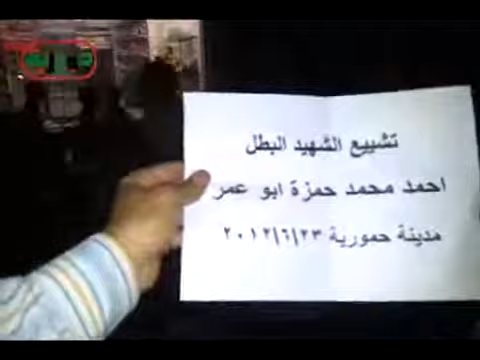 تشييع الشهيد البطل
احمد محمد حمزة ابو عمر
مدينة حمورية ٢٠١٢|٦|٢٣